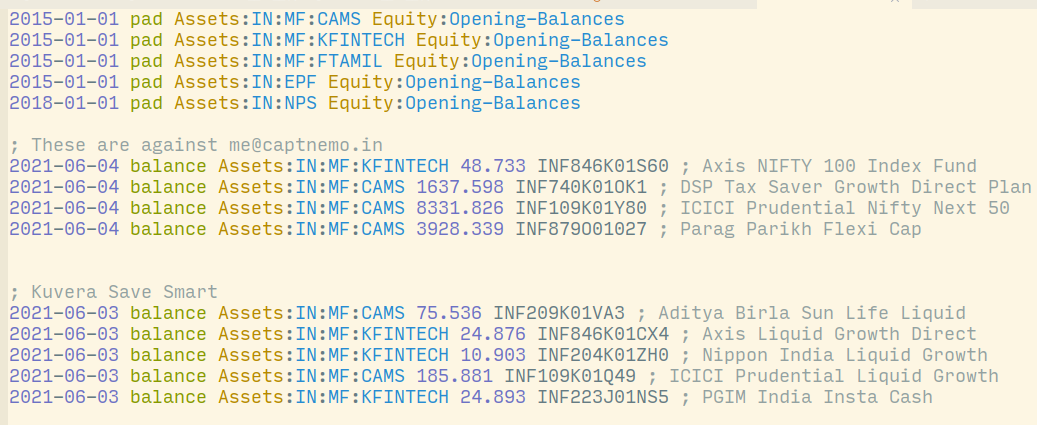 2015-01-01 pad Assets:IN:MF:CAMS Equity:Opening-Balances
2015-01-01 pad Assets:IN:MF:KFINTECH Equity:Opening-Balances
2015-01-01 pad Assets:IN:MF:FTAMIL Equity:Opening-Balances
2015-01-01 pad Assets:IN:EPF Equity:Opening-Balances
2018-01-01 pad Assets:IN:NPS Equity:Opening-Balances
; These are against me@captnemo.in
2021-06-04 balance Assets:IN:MF:KFINTECH 48.733 INF846K01S60 ; Axis NIFTY 100 Index Fund
2021-06-04 balance Assets:IN:MF:CAMS 1637.598 INF740K01OK1 ; DSP Tax Saver Growth Direct Plan
2021-06-04 balance Assets:IN:MF:CAMS 8331.826 INF109K01Y80 ; ICICI Prudential Nifty Next 50
2021-06-04 balance Assets:IN:MF:CAMS 3928.339 INF879O01027 ; Parag Parikh Flexi Cap
; Kuvera Save Smart
2021-06-03 balance Assets:IN:MF:CAMS 75.536 INF209K01VA3 ; Aditya Birla Sun Life Liquid
2021-06-03 balance Assets:IN:MF:KFINTECH 24.876 INF846K01CX4 ; Axis Liquid Growth Direct
2021-06-03 balance Assets:IN:MF:KFINTECH 10.903 INF204K01ZH0 ; Nippon India Liquid Growth
2021-06-03 balance Assets:IN:MF:CAMS 185.881 INF109K01Q49 ; ICICI Prudential Liquid Growth
2021-06-03 balance Assets:IN:MF:KFINTECH 24.893 INF223J01NS5 ; PGIM India Insta Cash